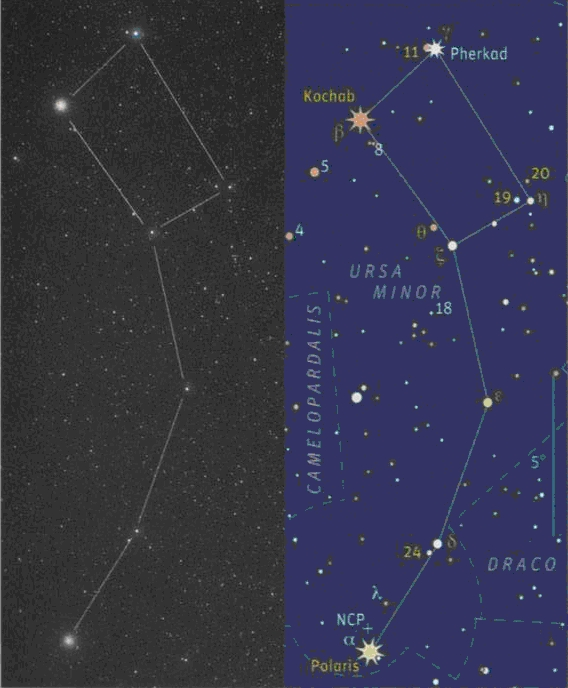 γ
11
Pherkad
Kochab
β
8
5
20
19
η
4
θ
ζ
URSA
MINOR
18
CAMELOPARDALIS
ε
5°
24
δ
DRACO
λ
NCP
α
Polaris